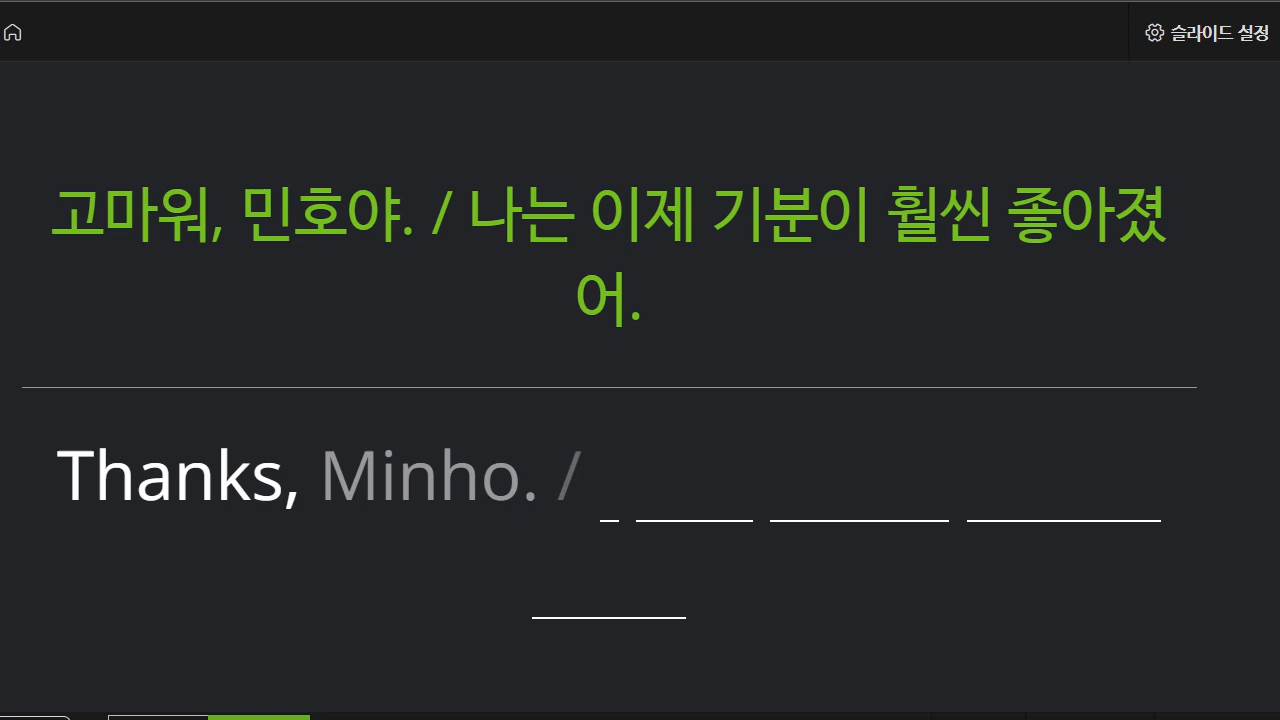 슬라이드 설정
고마워, 민호야. / 나는 이제 기분이 훨씬 좋아졌
어.
Thanks, Minho. /